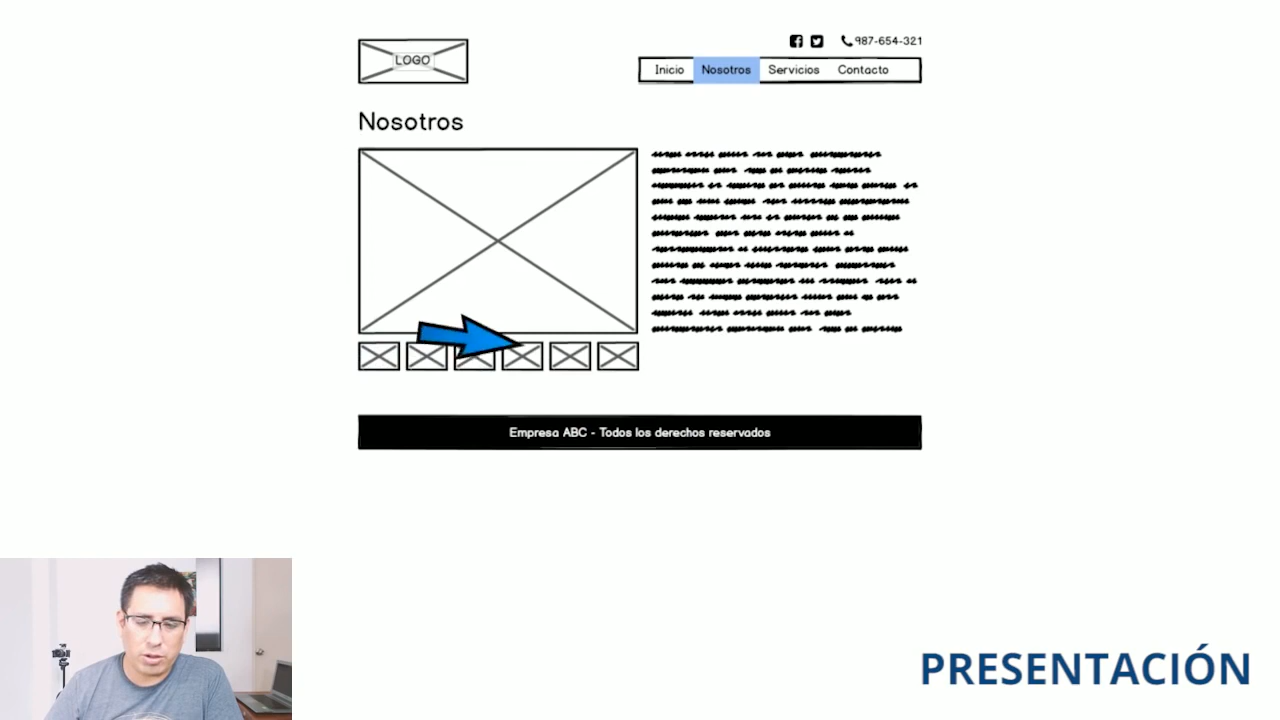 987-654-321
LOGO
Inicio Nosotros Servicios Contacto
Nosotros
Empresa ABC - Todos los derechos reservados
PRESENTACIÓN